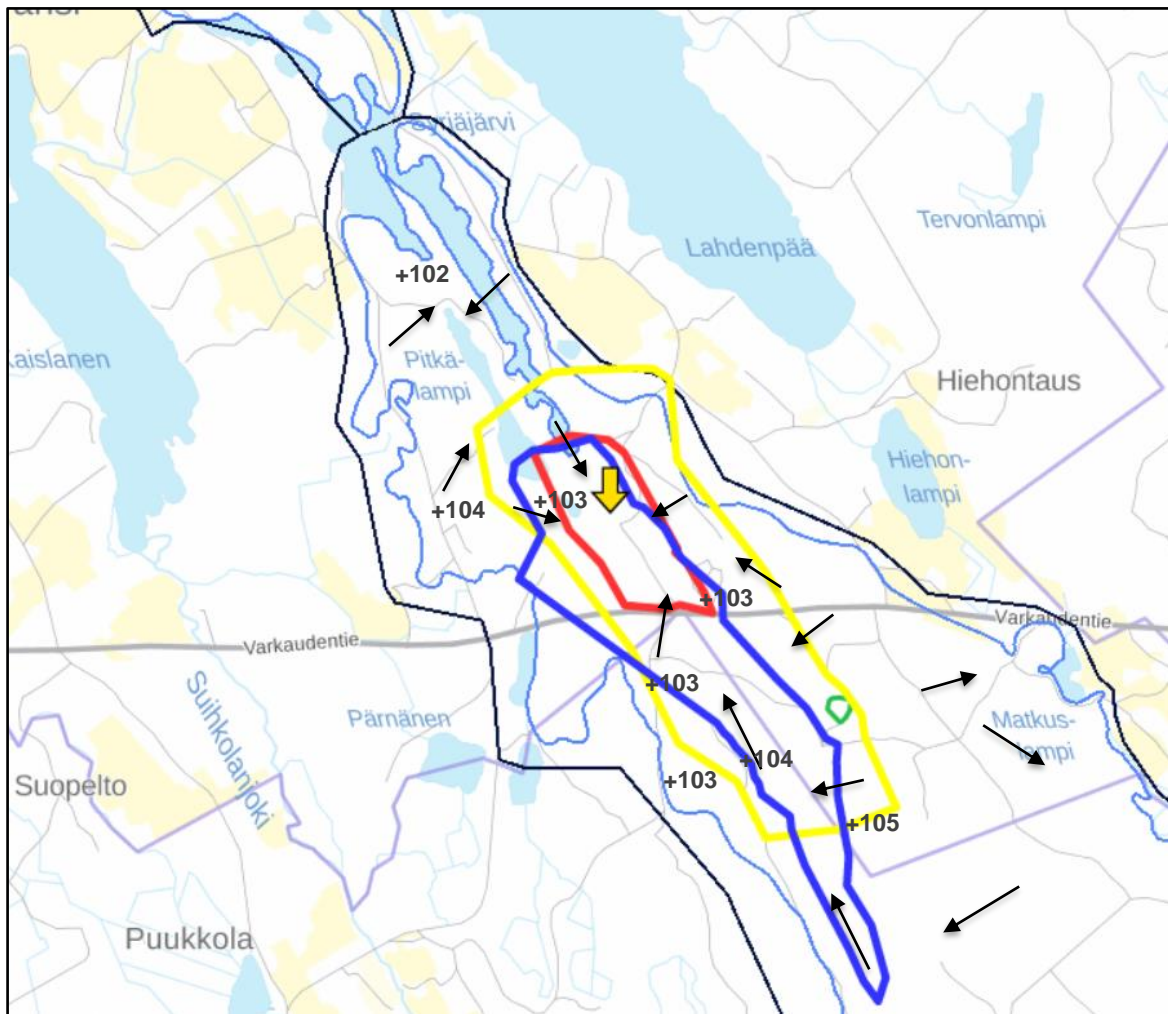 Syrjäjärvi
Tervonlampi
Lahdenpää
+102
Pitkä-
lampi
Hiehontaus
Hiehon-
lampi
+103
+104
+103
Varkaudentie
Varkaudentie
+103
Suihkolanjoki
Pärnänen
Matkus-
lampi
+104
+103
Suopelto
+105
Puukkola